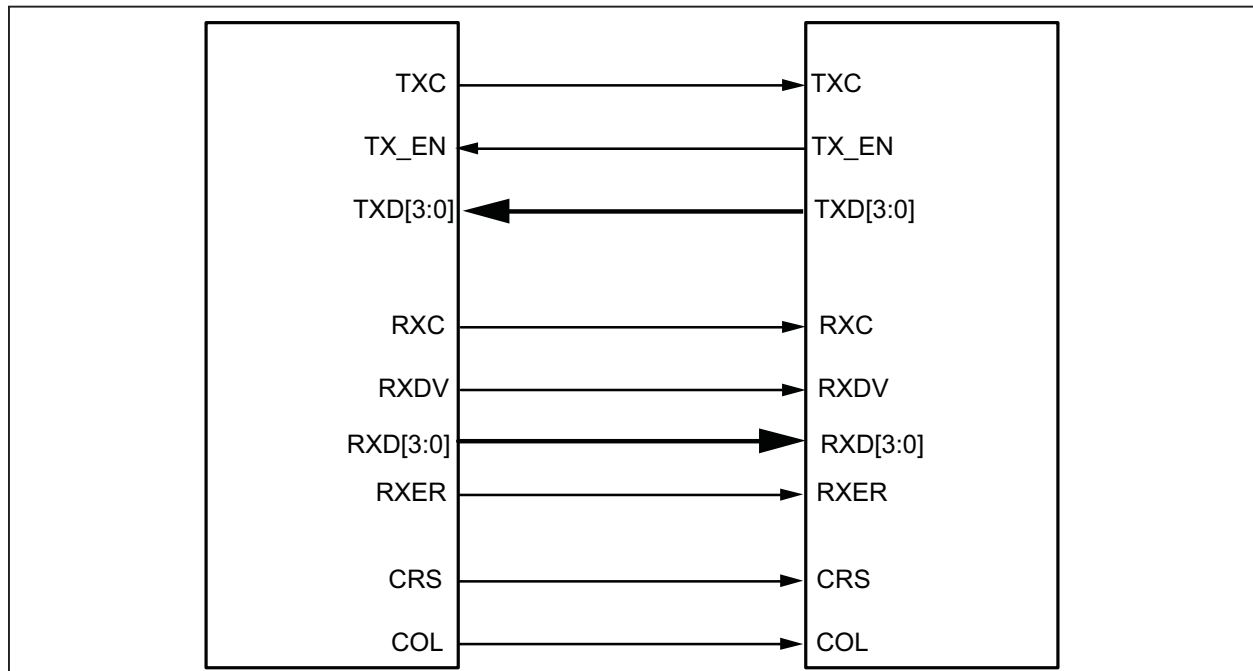 TXC TXC
TX_EN TX_EN
TXD[3:0] TXD[3:0]
RXC RXC
RXDV RXDV
RXD[3:0] RXD[3:0]
RXER RXER
CRS CRS
COL COL